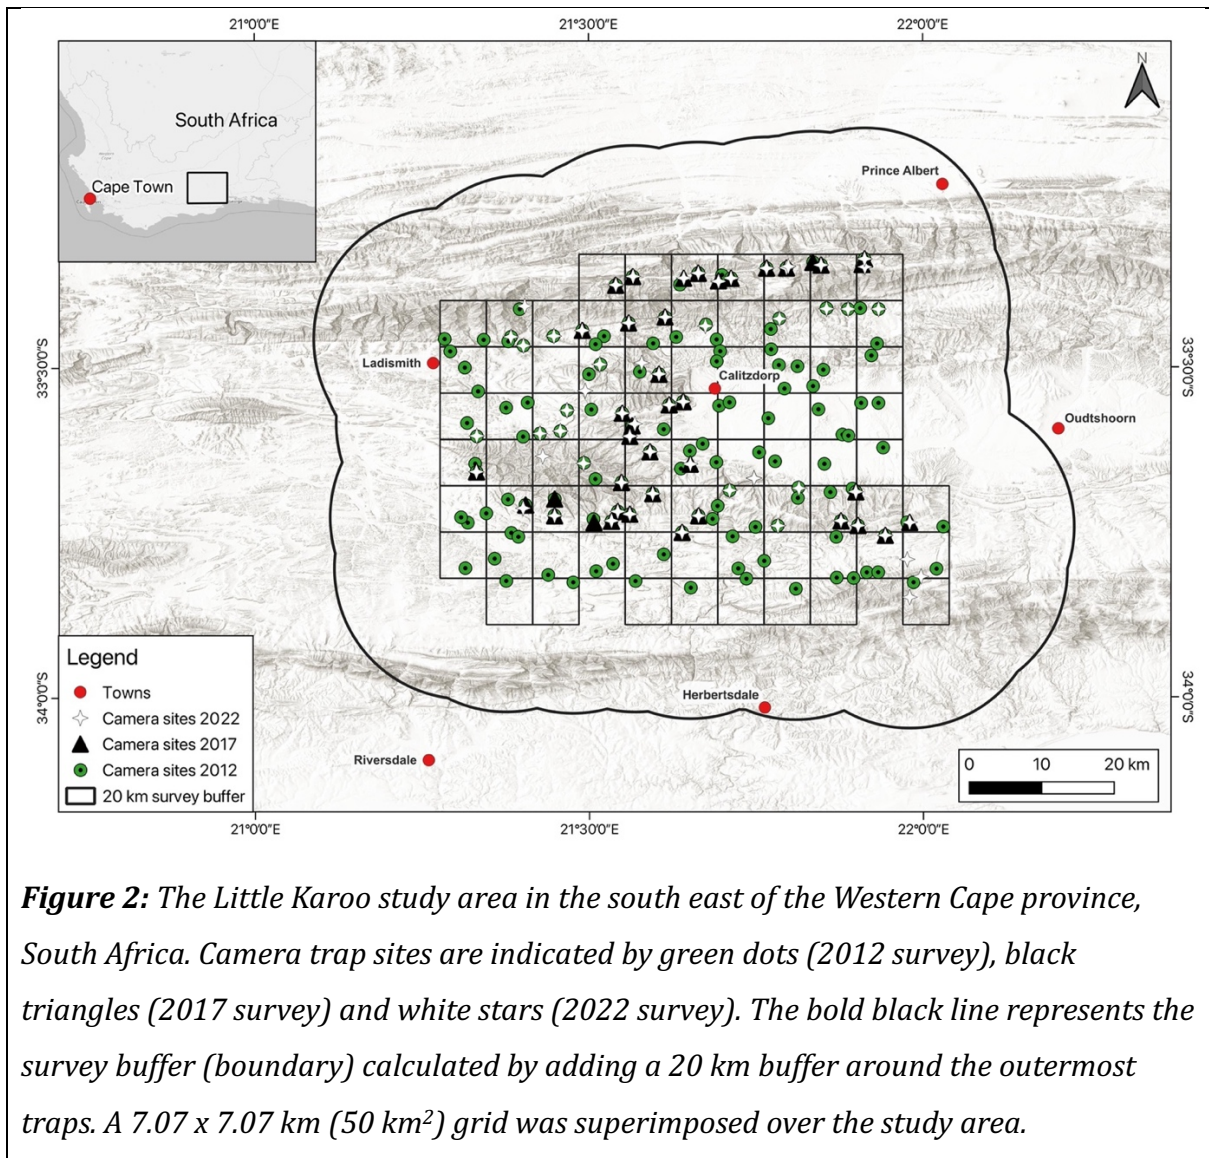 21°0'0"E 21°30'0"E 22°0'0"E
N
South Africa
Cape Town
Prince Albert
33°30'0"S
33°30'0"S
Ladismith
Calitzdorp
Oudtshoorn
34°0'0"S
34°0'0"S
Herbertsdale
Riversdale
Legend
Towns
Camera sites 2022
Camera sites 2017
Camera sites 2012
20 km survey buffer
0 10 20 km
21°0'0"E 21°30'0"E 22°0'0"E
Figure 2: The Little Karoo study area in the south east of the Western Cape province,
South Africa. Camera trap sites are indicated by green dots (2012 survey), black
triangles (2017 survey) and white stars (2022 survey). The bold black line represents the
survey buffer (boundary) calculated by adding a 20 km buffer around the outermost
traps. A 7.07 x 7.07 km (50 km²) grid was superimposed over the study area.